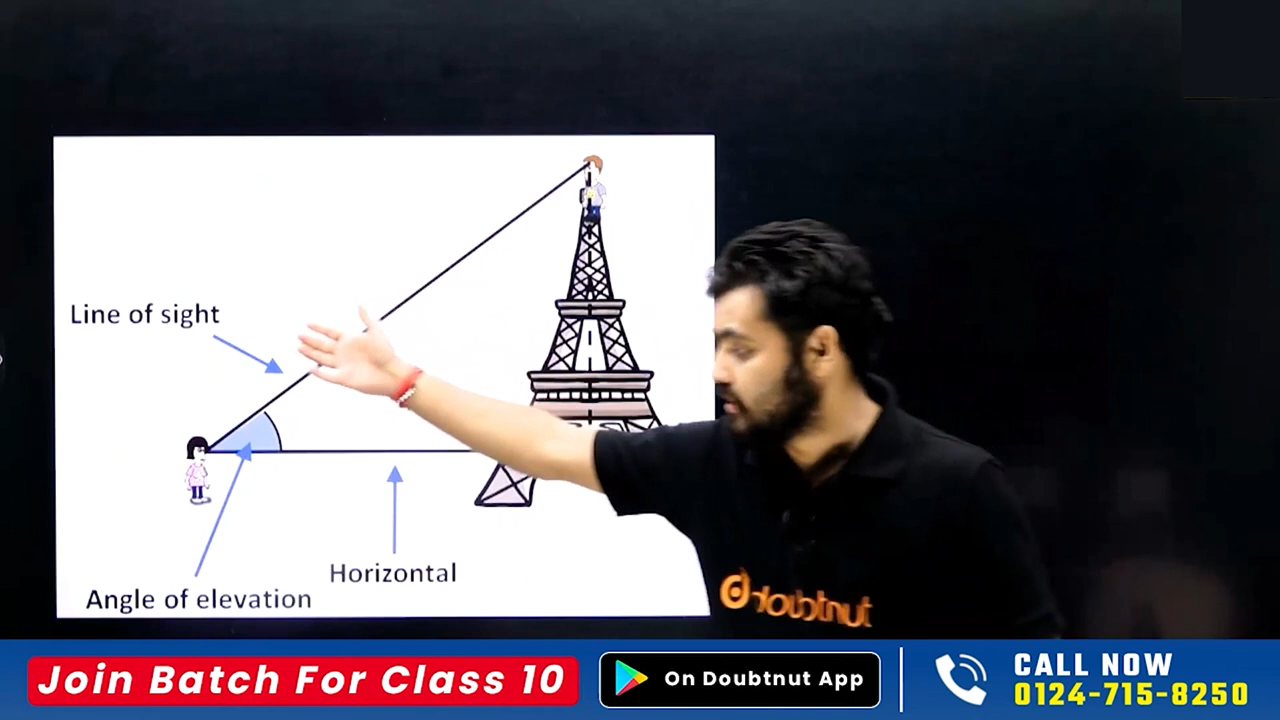 Line of sight
Horizontal
Angle of elevation
doubtnut
Join Batch For Class 10
On Doubtnut App
CALL NOW
0124-715-8250